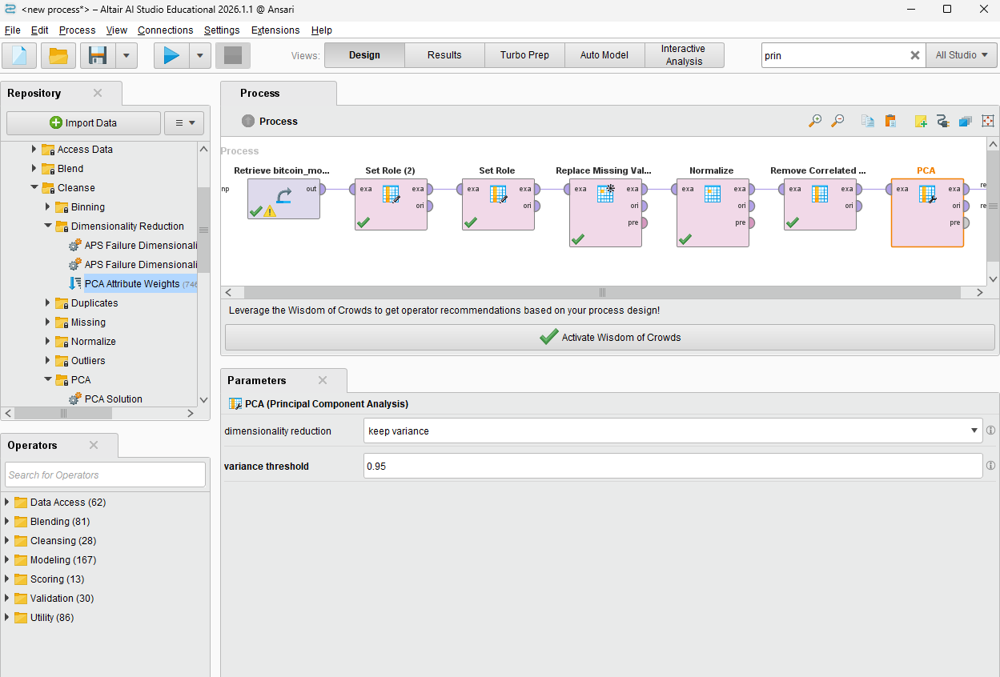 <new process*> – Altair AI Studio Educational 2026.1.1 @ Ansari
File Edit Process View Connections Settings Extensions Help
Views: Design Results Turbo Prep Auto Model Interactive Analysis
prin
All Studio
Repository
Import Data
Access Data
Blend
Cleanse
Binning
Dimensionality Reduction
APS Failure Dimensionali
APS Failure Dimensionali
PCA Attribute Weights (746
Duplicates
Missing
Normalize
Outliers
PCA
PCA Solution
Operators
Search for Operators
Data Access (62)
Blending (81)
Cleansing (28)
Modeling (167)
Scoring (13)
Validation (30)
Utility (86)
Process
Process
Process
Retrieve bitcoin_mo... Set Role (2) Set Role Replace Missing Val... Normalize Remove Correlated ... PCA
np out exa exa exa exa exa exa exa exa exa exa exa exa re
ori ori ori ori ori ori re
pre pre pre
Leverage the Wisdom of Crowds to get operator recommendations based on your process design!
Activate Wisdom of Crowds
Parameters
PCA (Principal Component Analysis)
dimensionality reduction keep variance
variance threshold 0.95